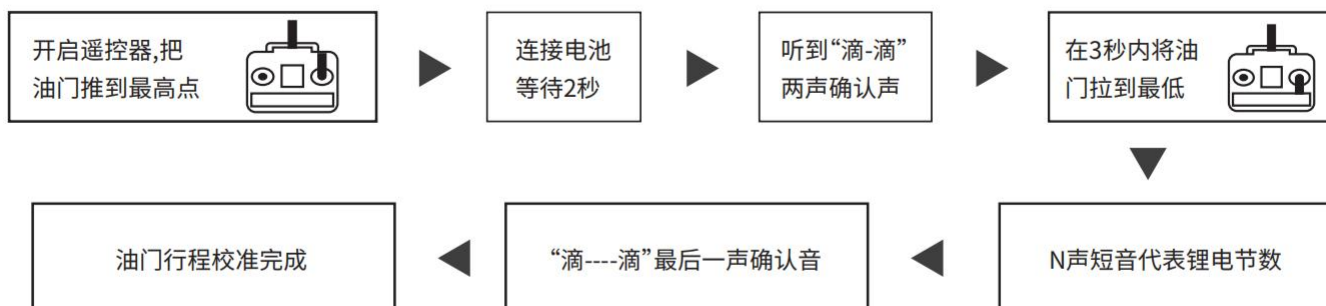 开启遥控器,把
油门推到最高点
连接电池
等待2秒
听到“滴-滴”
两声确认声
在3秒内将油
门拉到最低
N声短音代表锂电节数
“滴----滴”最后一声确认音
油门行程校准完成